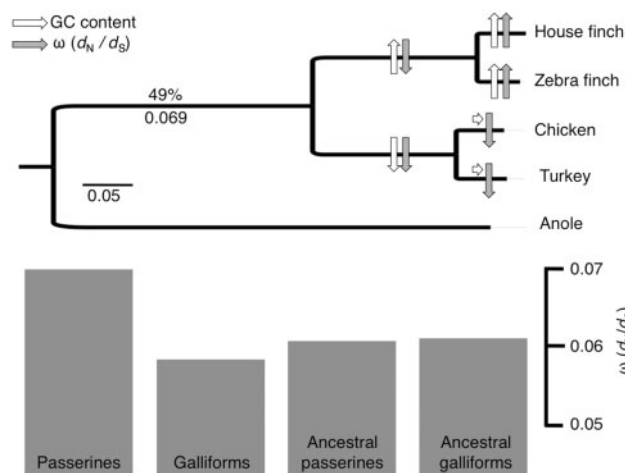 GC content
ω (dN / dS)
House finch
Zebra finch
49%
0.069
Chicken
Turkey
0.05
Anole
0.07
0.06
0.05
Passerines
Galliforms
Ancestral
passerines
Ancestral
galliforms